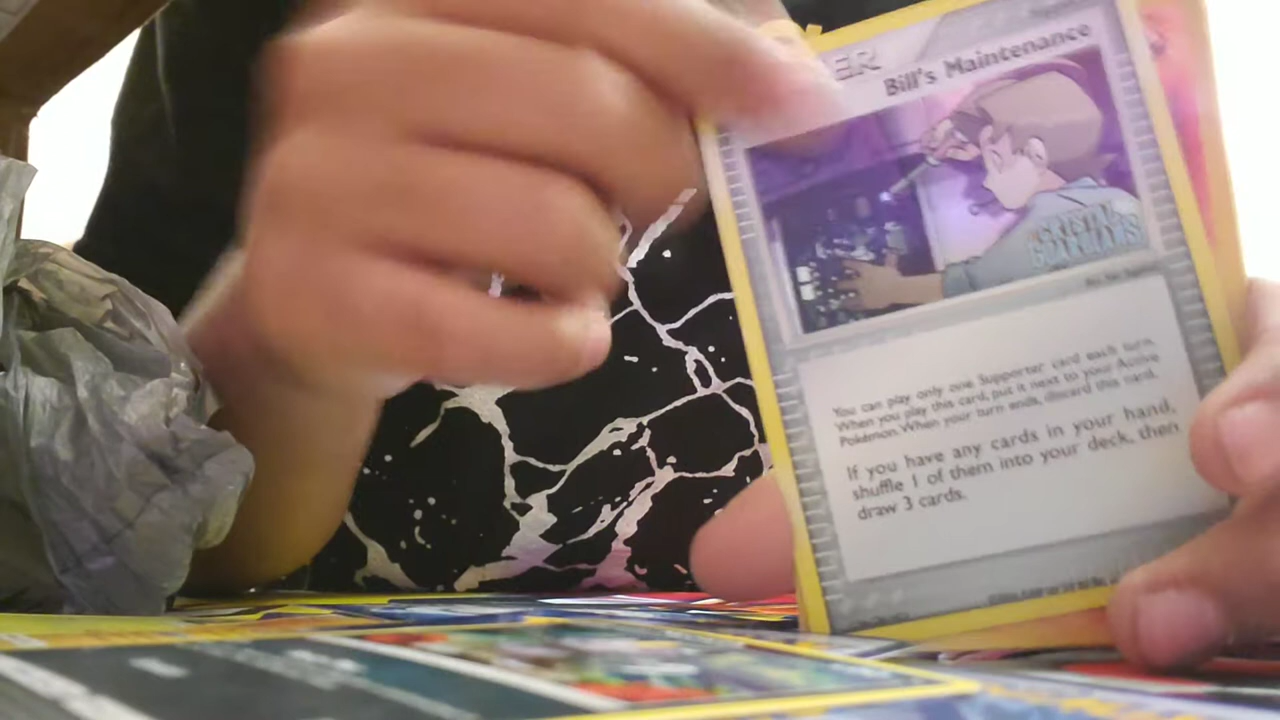 ER
Bill's Maintenance
CRYSTAL
GUARDIANS
You can play only one Supporter card each turn.
When you play this card, put it next to your Active
Pokémon. When your turn ends, discard this card.
If you have any cards in your hand,
shuffle 1 of them into your deck, then
draw 3 cards.